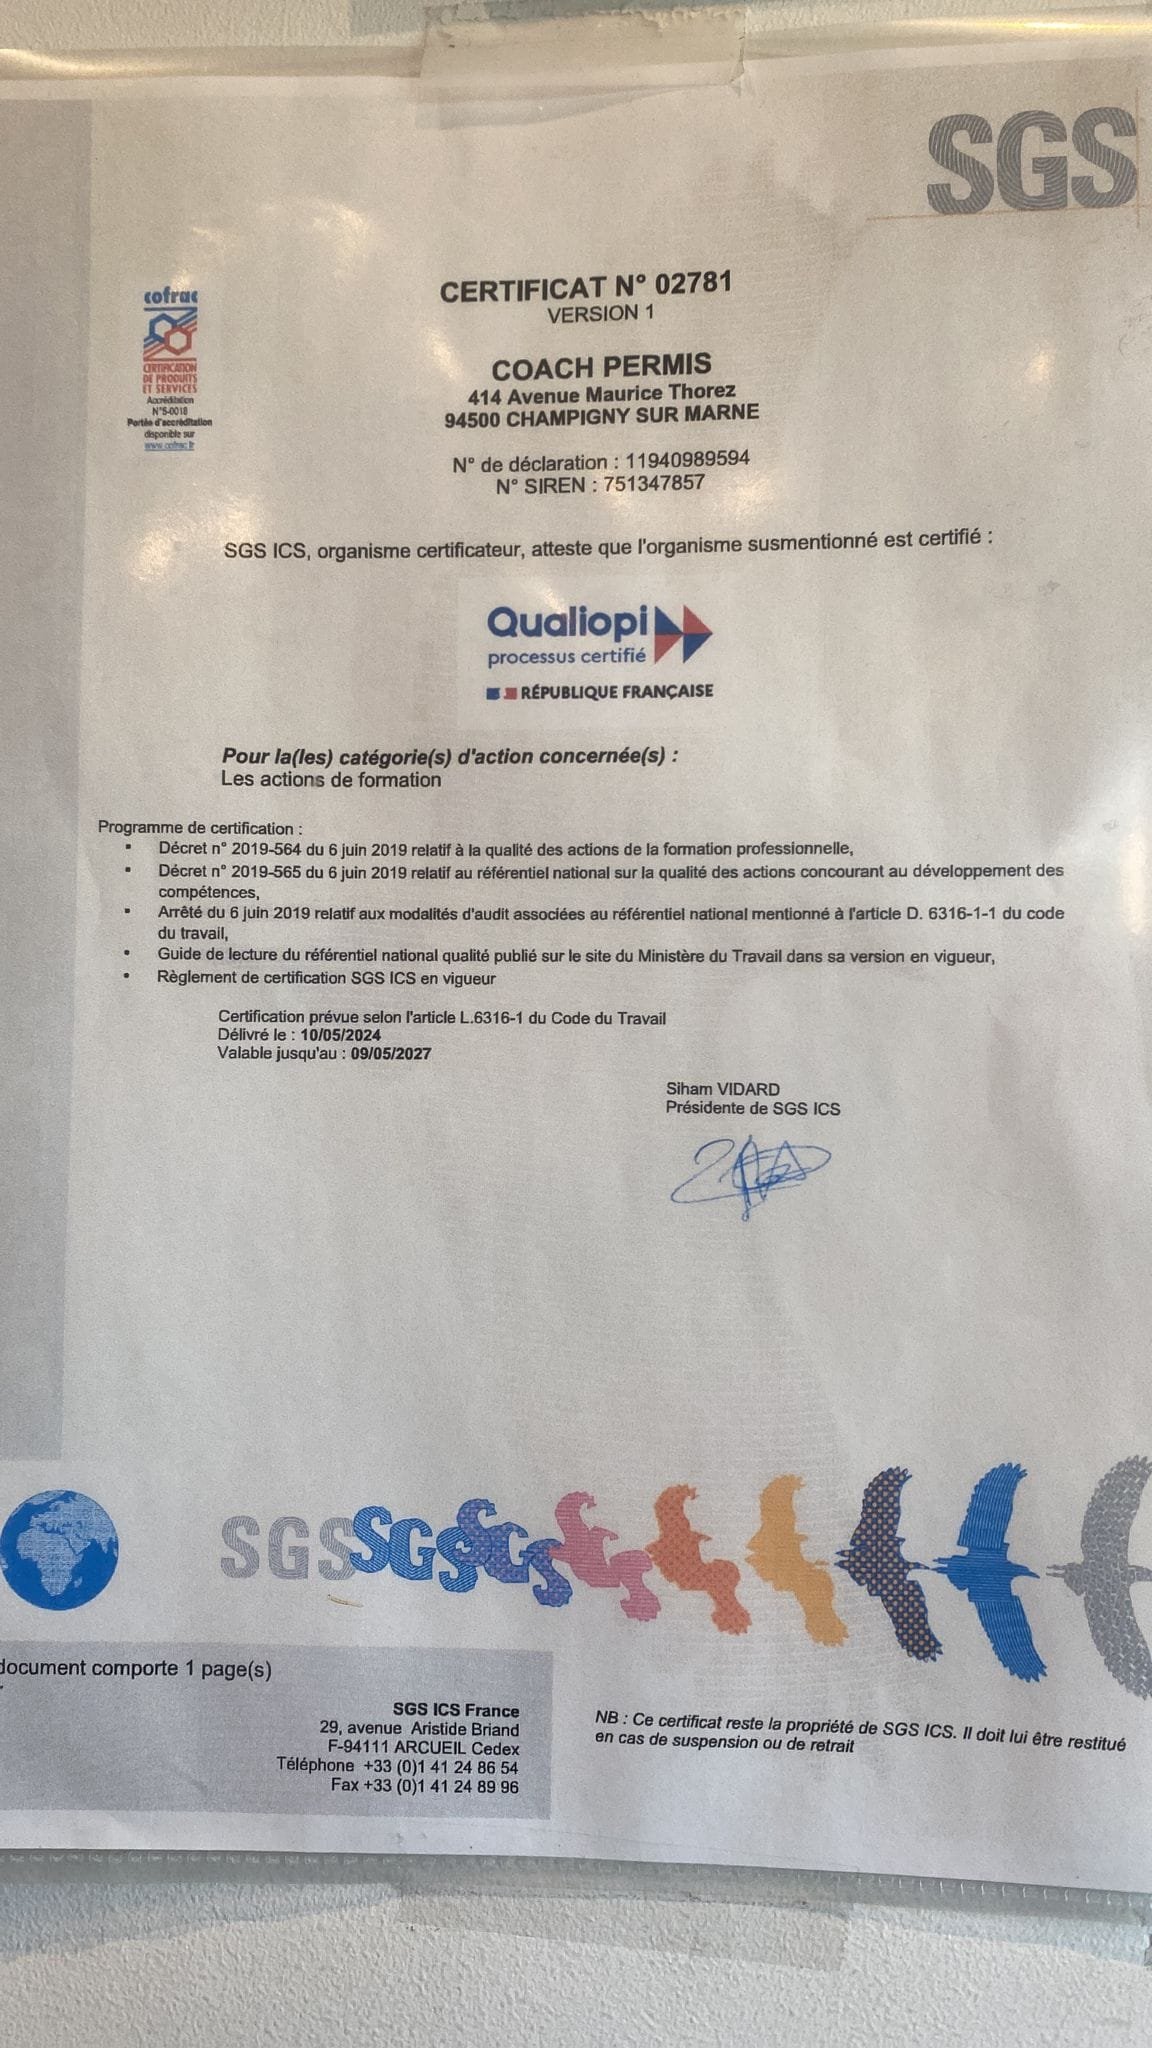 SGS
cofrac
CERTIFICATION
DE PRODUITS
ET SERVICES
Accréditation
N°5-0018
Portée d'accréditation
disponible sur
www.cofrac.fr
CERTIFICAT N° 02781
VERSION 1
COACH PERMIS
414 Avenue Maurice Thorez
94500 CHAMPIGNY SUR MARNE
N° de déclaration : 11940989594
N° SIREN : 751347857
SGS ICS, organisme certificateur, atteste que l'organisme susmentionné est certifié :
Qualiopi
processus certifié
RÉPUBLIQUE FRANÇAISE
Pour la(les) catégorie(s) d'action concernée(s) :
Les actions de formation
Programme de certification :
▪ Décret n° 2019-564 du 6 juin 2019 relatif à la qualité des actions de la formation professionnelle,
▪ Décret n° 2019-565 du 6 juin 2019 relatif au référentiel national sur la qualité des actions concourant au développement des
compétences,
▪ Arrêté du 6 juin 2019 relatif aux modalités d'audit associées au référentiel national mentionné à l'article D. 6316-1-1 du code
du travail,
▪ Guide de lecture du référentiel national qualité publié sur le site du Ministère du Travail dans sa version en vigueur,
▪ Règlement de certification SGS ICS en vigueur
Certification prévue selon l'article L.6316-1 du Code du Travail
Délivré le : 10/05/2024
Valable jusqu'au : 09/05/2027
Siham VIDARD
Présidente de SGS ICS
SGS SGS SGS
document comporte 1 page(s)
SGS ICS France
29, avenue Aristide Briand
F-94111 ARCUEIL Cedex
Téléphone +33 (0)1 41 24 86 54
Fax +33 (0)1 41 24 89 96
NB : Ce certificat reste la propriété de SGS ICS. Il doit lui être restitué
en cas de suspension ou de retrait